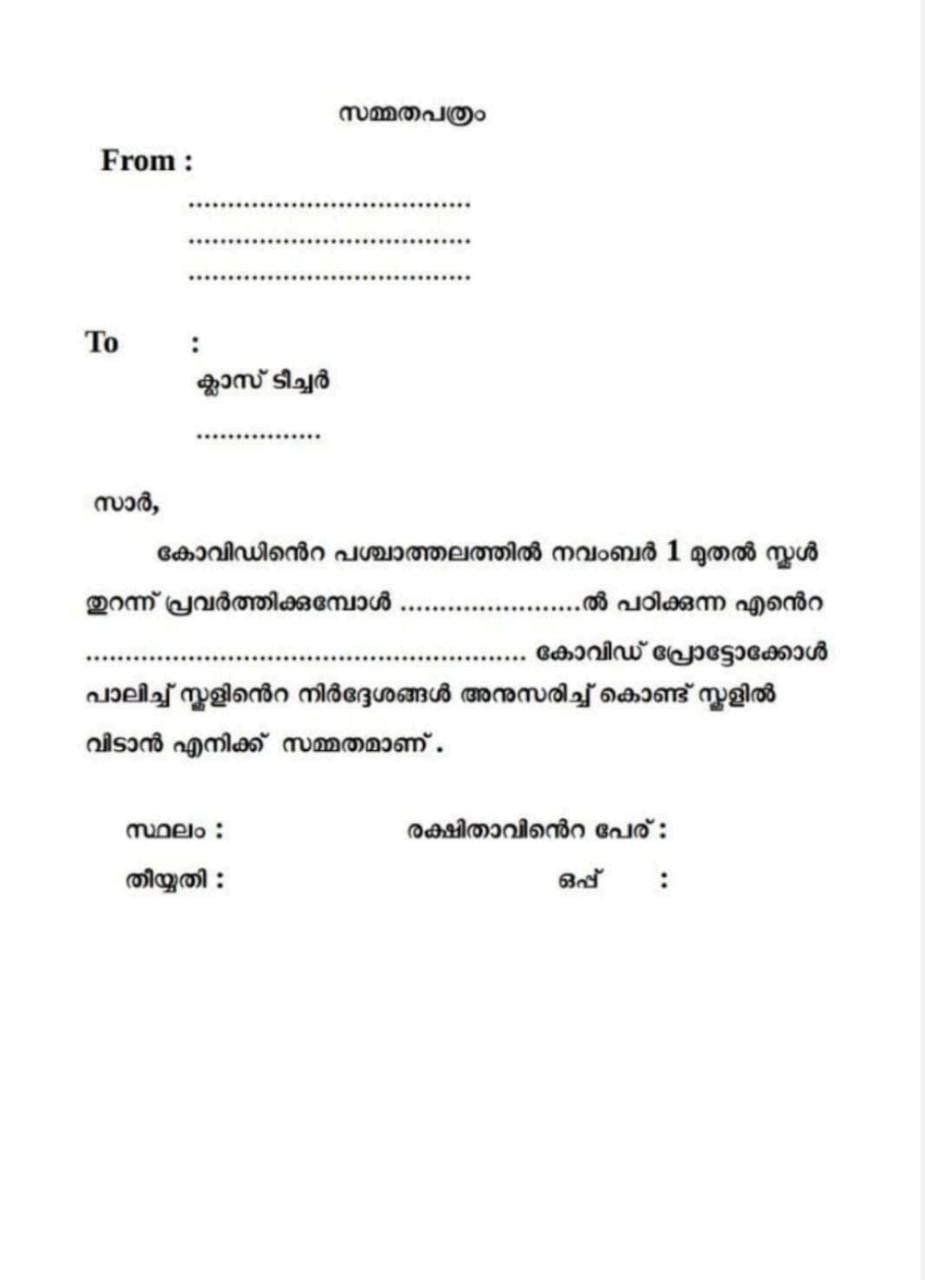 സമ്മതപത്രം
From :
....................................
....................................
....................................
To :
ക്ലാസ് ടീച്ചർ
................
സാർ,
കോവിഡിൻെറ പശ്ചാത്തലത്തിൽ നവംബർ 1 മുതൽ സ്കൂൾ
തുറന്ന് പ്രവർത്തിക്കുമ്പോൾ .......................ൽ പഠിക്കുന്ന എൻെറ
........................................................ കോവിഡ് പ്രോട്ടോക്കോൾ
പാലിച്ച് സ്കൂളിൻെറ നിർദ്ദേശങ്ങൾ അനുസരിച്ച് കൊണ്ട് സ്കൂളിൽ
വിടാൻ എനിക്ക് സമ്മതമാണ് .
സ്ഥലം : രക്ഷിതാവിൻെറ പേര് :
തീയ്യതി : ഒപ്പ് :